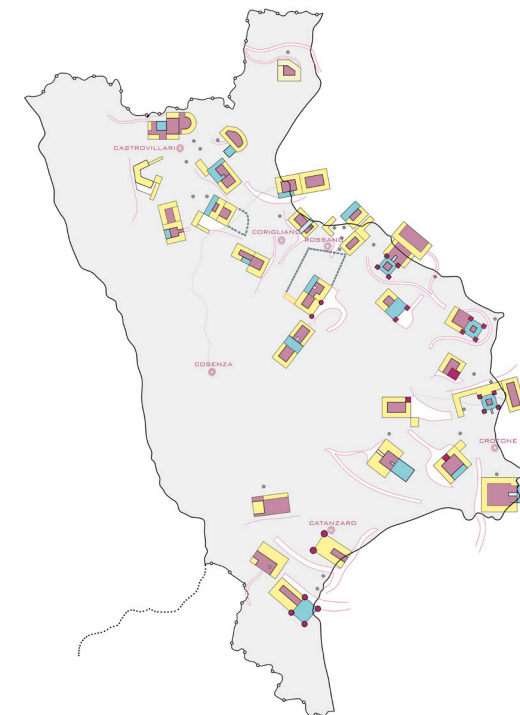 CASTROVILLARI
CORIGLIANO
ROSSANO
COSENZA
CROTONE
CATANZARO